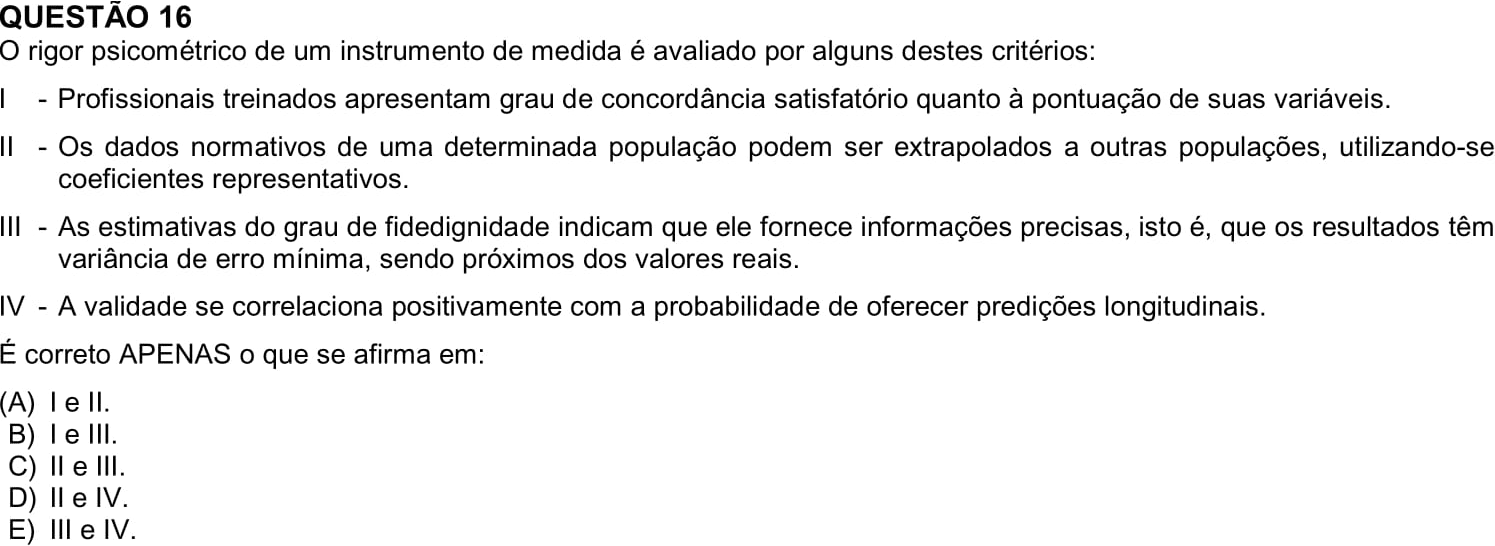 QUESTÃO 16
O rigor psicométrico de um instrumento de medida é avaliado por alguns destes critérios:
I - Profissionais treinados apresentam grau de concordância satisfatório quanto à pontuação de suas variáveis.
II - Os dados normativos de uma determinada população podem ser extrapolados a outras populações, utilizando-se
coeficientes representativos.
III - As estimativas do grau de fidedignidade indicam que ele fornece informações precisas, isto é, que os resultados têm
variância de erro mínima, sendo próximos dos valores reais.
IV - A validade se correlaciona positivamente com a probabilidade de oferecer predições longitudinais.
É correto APENAS o que se afirma em:
(A) I e II.
B) I e III.
C) II e III.
D) II e IV.
E) III e IV.